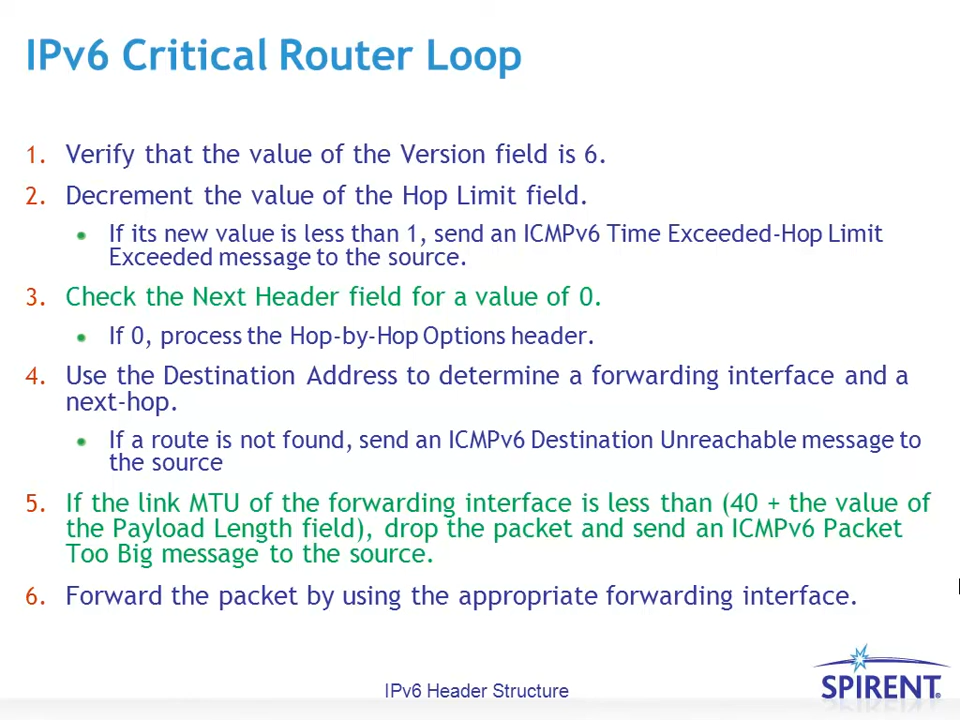 IPv6 Critical Router Loop
1. Verify that the value of the Version field is 6.
2. Decrement the value of the Hop Limit field.
If its new value is less than 1, send an ICMPv6 Time Exceeded-Hop Limit
Exceeded message to the source.
3. Check the Next Header field for a value of 0.
If 0, process the Hop-by-Hop Options header.
4. Use the Destination Address to determine a forwarding interface and a
next-hop.
If a route is not found, send an ICMPv6 Destination Unreachable message to
the source
5. If the link MTU of the forwarding interface is less than (40 + the value of
the Payload Length field), drop the packet and send an ICMPv6 Packet
Too Big message to the source.
6. Forward the packet by using the appropriate forwarding interface.
IPv6 Header Structure
SPIRENT®